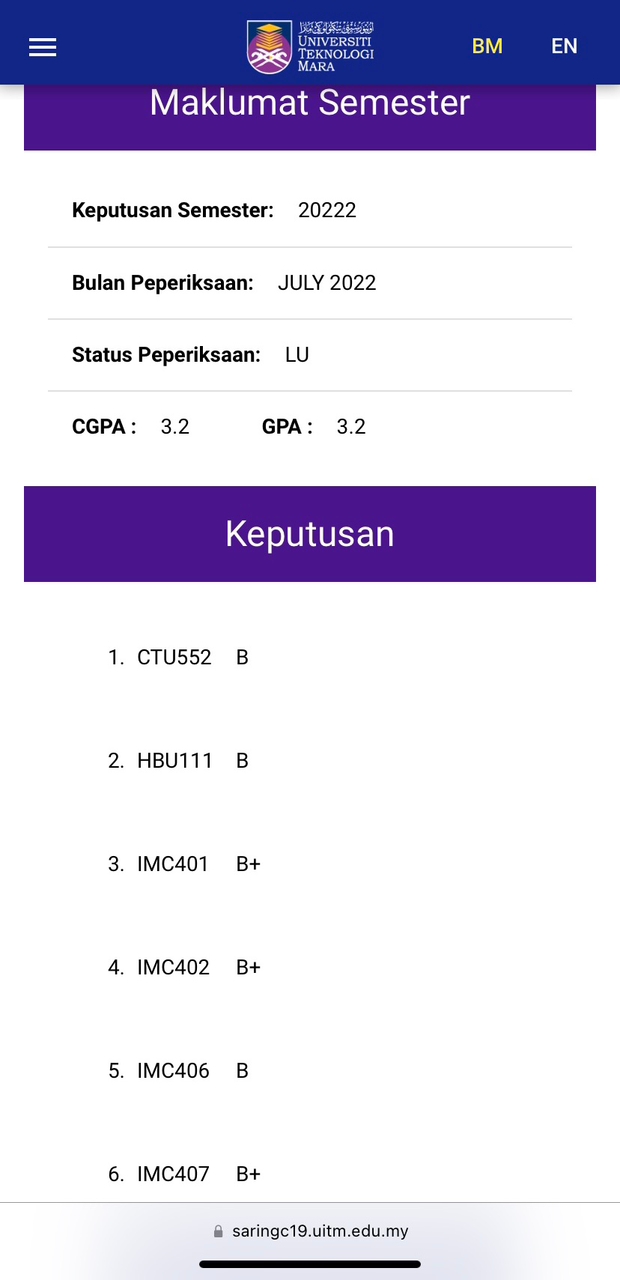 UNIVERSITI
TEKNOLOGI
MARA
BM EN
Maklumat Semester
Keputusan Semester: 20222
Bulan Peperiksaan: JULY 2022
Status Peperiksaan: LU
CGPA : 3.2 GPA : 3.2
Keputusan
1. CTU552 B
2. HBU111 B
3. IMC401 B+
4. IMC402 B+
5. IMC406 B
6. IMC407 B+
saringc19.uitm.edu.my